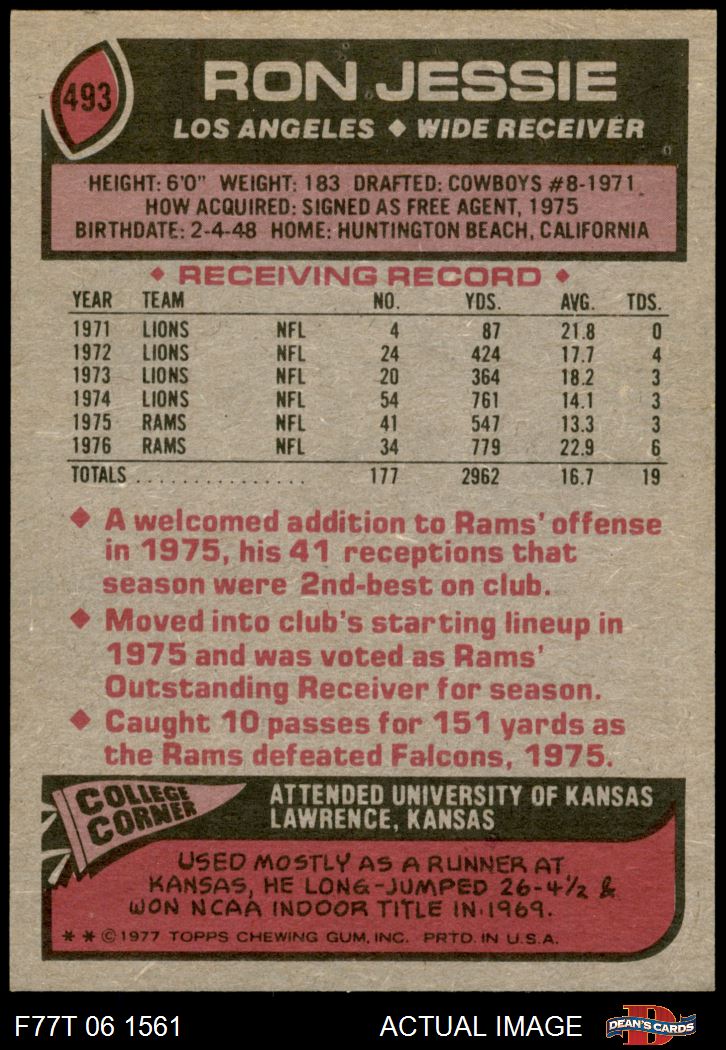 493
RON JESSIE
LOS ANGELES ♦ WIDE RECEIVER
HEIGHT: 6'0" WEIGHT: 183 DRAFTED: COWBOYS #8-1971
HOW ACQUIRED: SIGNED AS FREE AGENT, 1975
BIRTHDATE: 2-4-48 HOME: HUNTINGTON BEACH, CALIFORNIA
♦ RECEIVING RECORD ♦
YEAR TEAM NO. YDS. AVG. TDS.
1971 LIONS NFL 4 87 21.8 0
1972 LIONS NFL 24 424 17.7 4
1973 LIONS NFL 20 364 18.2 3
1974 LIONS NFL 54 761 14.1 3
1975 RAMS NFL 41 547 13.3 3
1976 RAMS NFL 34 779 22.9 6
TOTALS . . . . . . . . . . . . . . . 177 2962 16.7 19
♦ A welcomed addition to Rams' offense
in 1975, his 41 receptions that
season were 2nd-best on club.
♦ Moved into club's starting lineup in
1975 and was voted as Rams'
Outstanding Receiver for season.
♦ Caught 10 passes for 151 yards as
the Rams defeated Falcons, 1975.
COLLEGE
CORNER
ATTENDED UNIVERSITY OF KANSAS
LAWRENCE, KANSAS
USED MOSTLY AS A RUNNER AT
KANSAS, HE LONG-JUMPED 26-4½ &
WON NCAA INDOOR TITLE IN 1969.
* * © 1977 TOPPS CHEWING GUM, INC. PRTD. IN U.S.A.
F77T 06 1561
ACTUAL IMAGE
D
DEAN'S CARDS